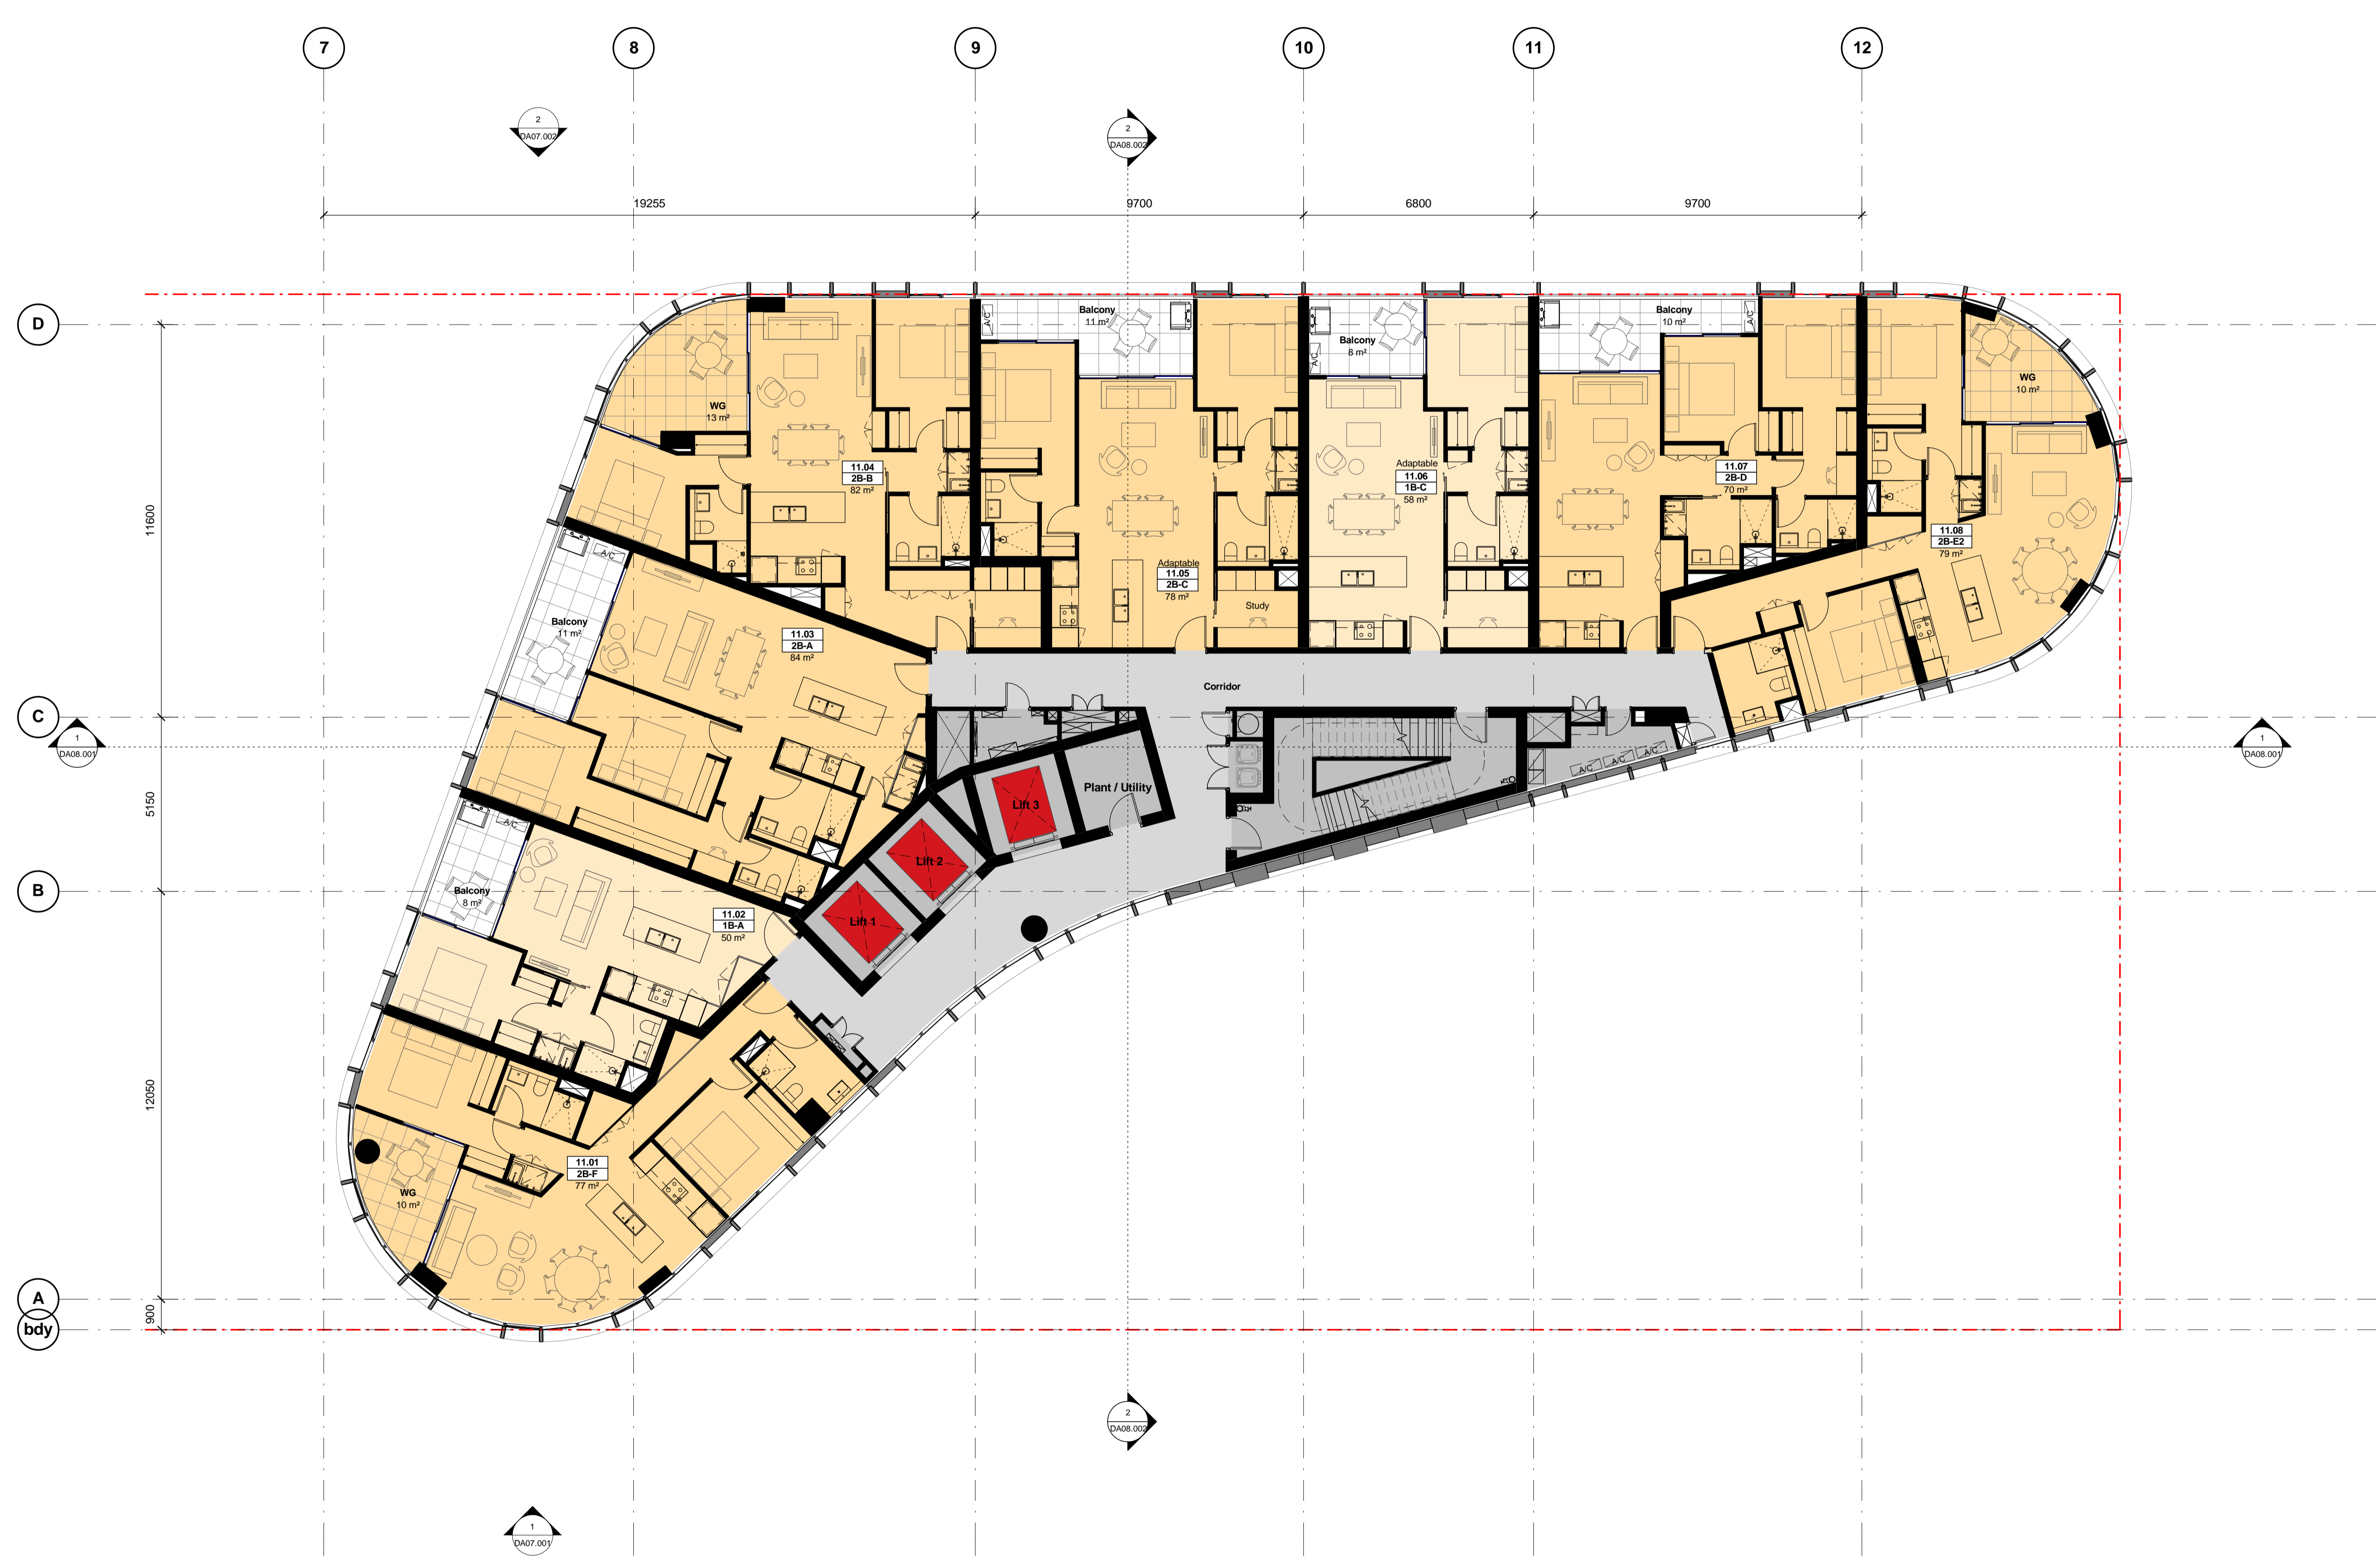 7
8
9
10
11
12
2
DA07.002
2
DA08.002
19255
9700
6800
9700
D
C
B
A
bdy
11600
5150
12050
900
1
DA08.001
1
DA08.001
WG
13 m²
11.04
2B-B
82 m²
A/C
Balcony
11 m²
Adaptable
11.05
2B-C
78 m²
Study
Balcony
8 m²
A/C
Adaptable
11.06
1B-C
58 m²
Balcony
10 m²
A/C
11.07
2B-D
70 m²
WG
10 m²
11.08
2B-E2
79 m²
A/C
Balcony
11 m²
11.03
2B-A
84 m²
Corridor
Plant / Utility
Lift 3
Lift 2
Lift 1
A/C
A/C
A/C
A/C
Balcony
8 m²
11.02
1B-A
50 m²
11.01
2B-F
77 m²
WG
10 m²
2
DA08.002
1
DA07.001